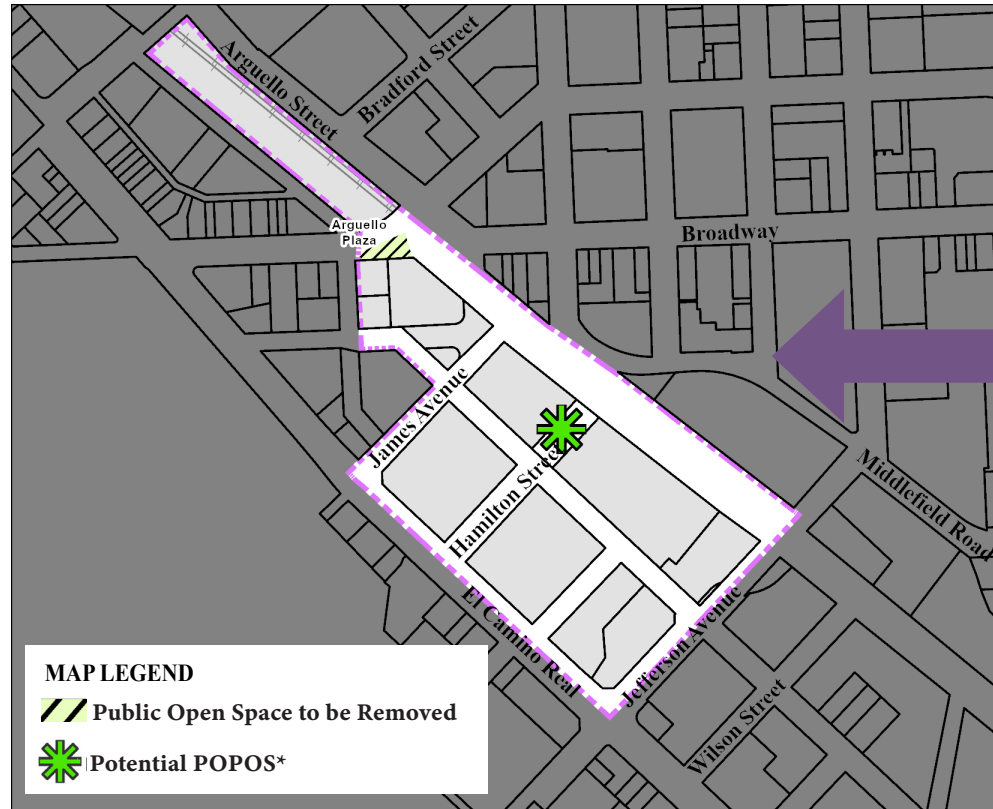 Arguello Street
Bradford Street
Arguello
Plaza
Broadway
James Avenue
Hamilton Street
Middlefield Road
El Camino Real
Jefferson Avenue
Wilson Street
MAP LEGEND
Public Open Space to be Removed
Potential POPOS*